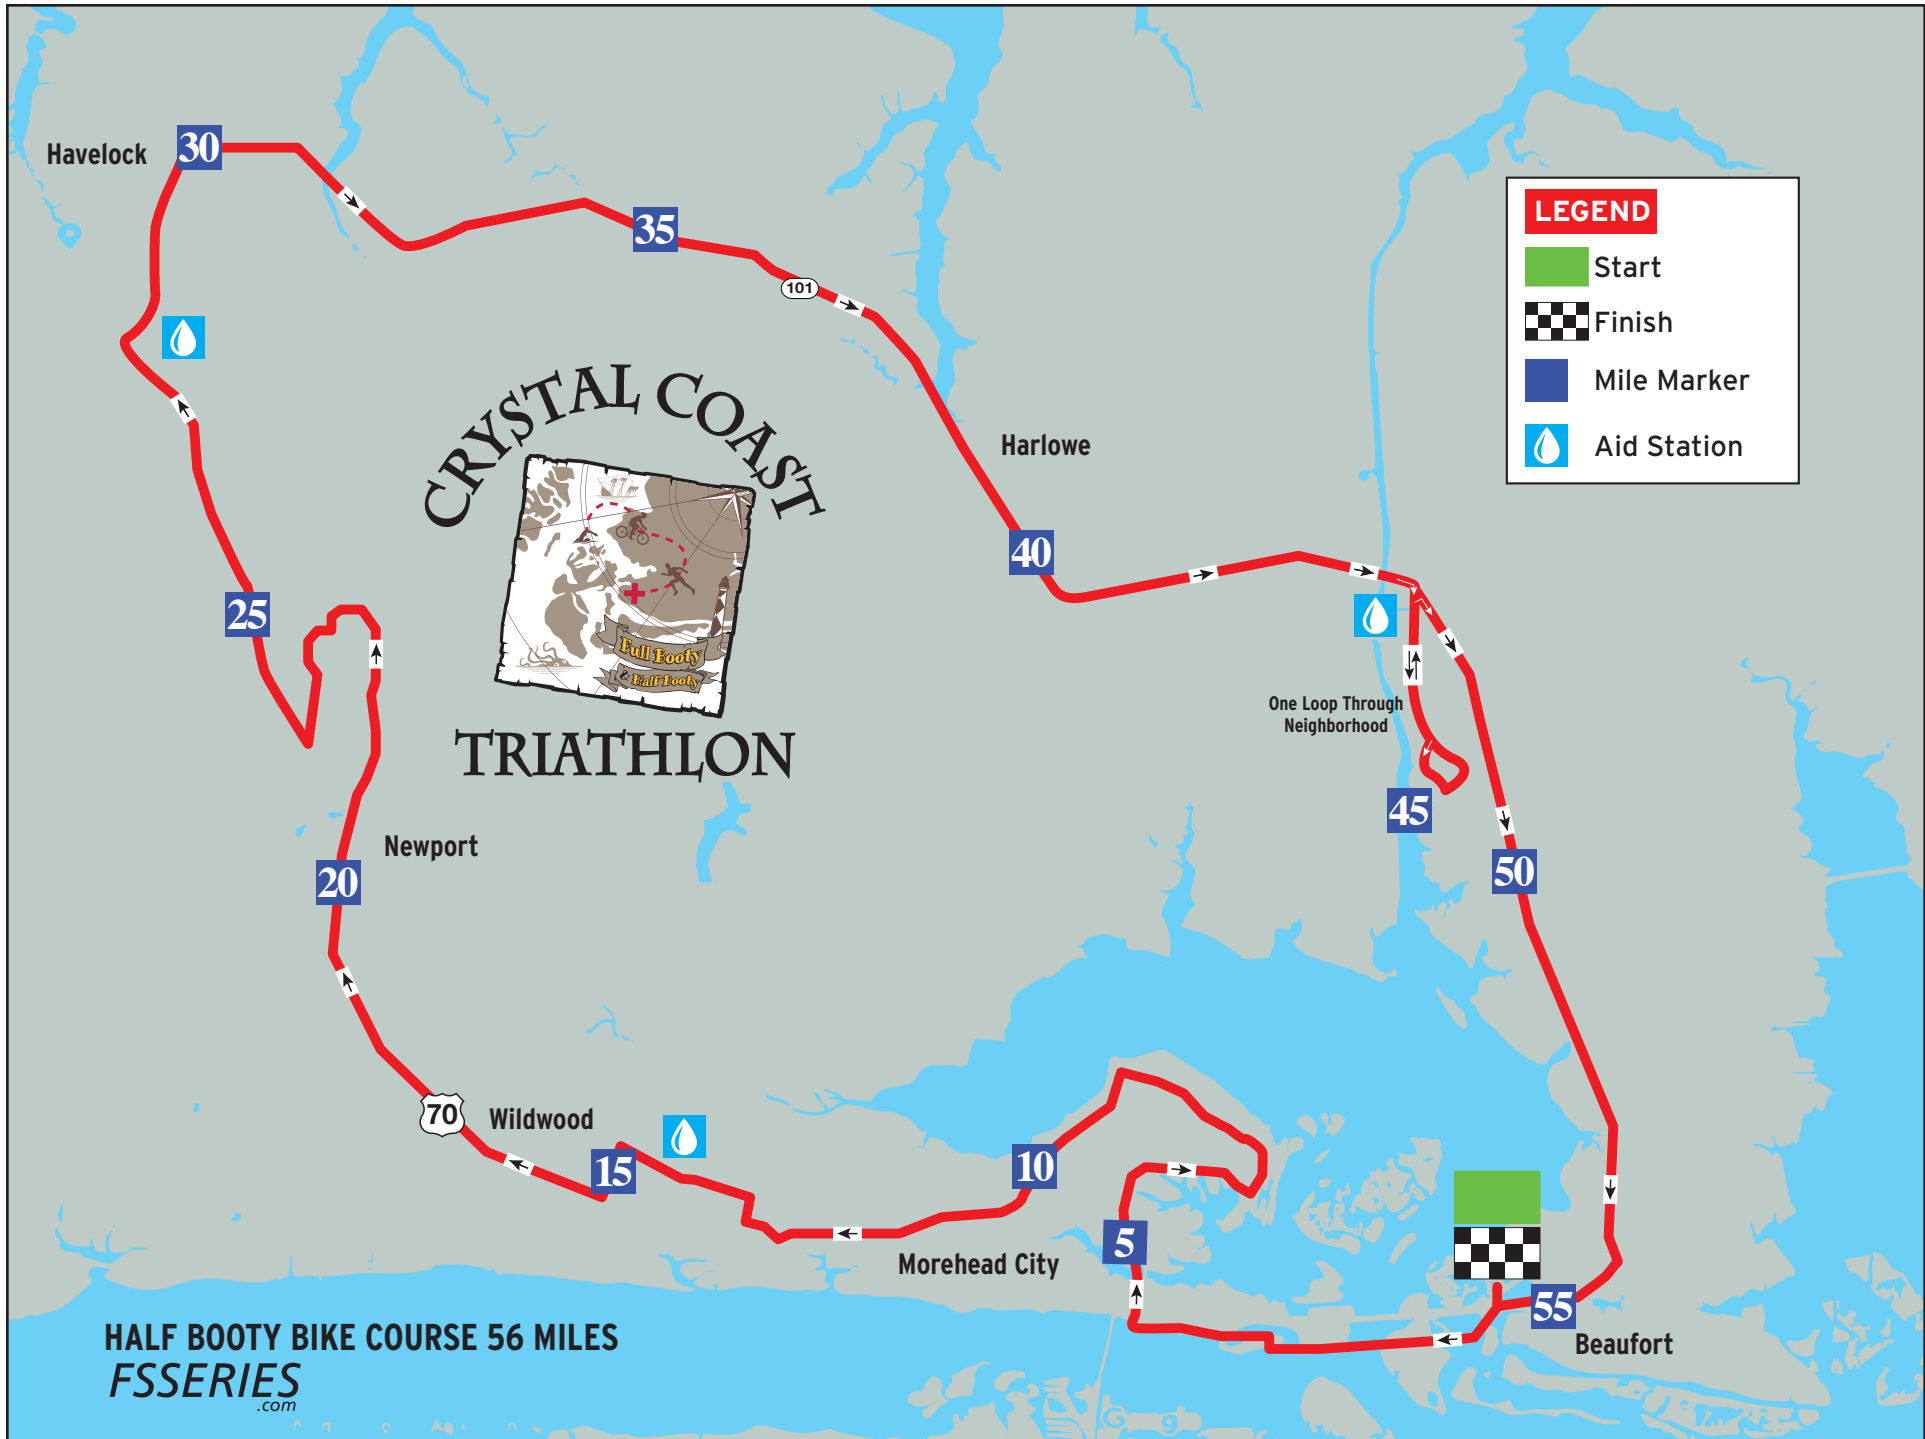 Havelock
30
35
101
LEGEND
Start
Finish
Mile Marker
Aid Station
CRYSTAL COAST
Full Booty
& Half Booty
TRIATHLON
Harlowe
40
25
One Loop Through
Neighborhood
45
50
Newport
20
70
Wildwood
15
10
5
Morehead City
55
Beaufort
HALF BOOTY BIKE COURSE 56 MILES
FSSERIES
.com